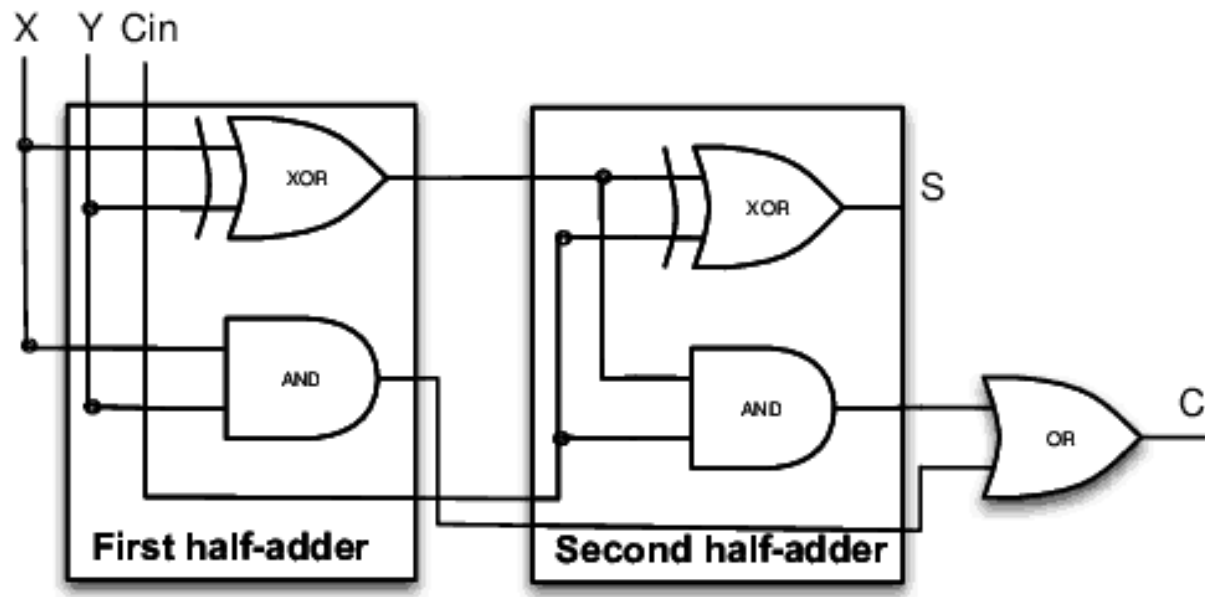 X Y Cin
XOR
XOR
S
AND
AND
OR
C
First half-adder
Second half-adder